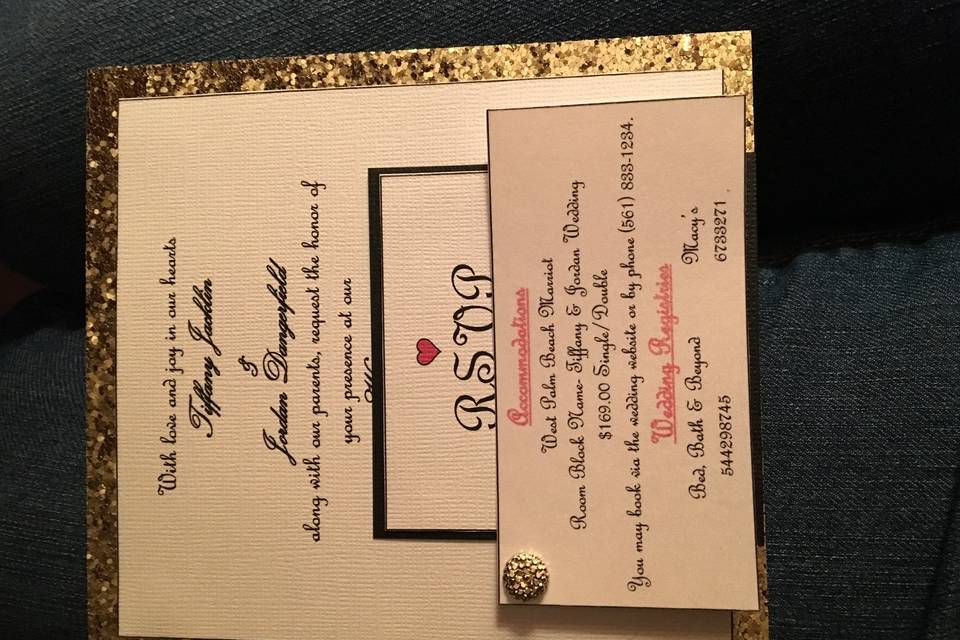 With love and joy in our hearts
Tiffany Jacklin
&
Jordan Dangerfield
along with our parents, request the honor of
your presence at our
RSVP
Accommodations
West Palm Beach Marriot
Room Block Name- Tiffany & Jordan Wedding
$169.00 Single/Double
You may book via the wedding website or by phone (561) 833-1234.
Wedding Registries
Bed, Bath & Beyond Macy's
544298745 6733271